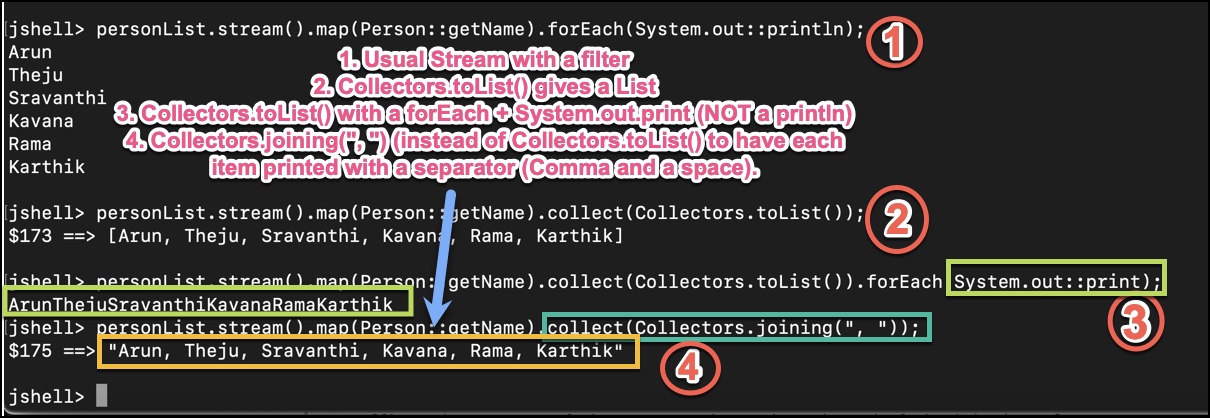 jshell> personList.stream().map(Person::getName).forEach(System.out::println);
1
Arun
Theju
Sravanthi
Kavana
Rama
Karthik
1. Usual Stream with a filter
2. Collectors.toList() gives a List
3. Collectors.toList() with a forEach + System.out.print (NOT a println)
4. Collectors.joining(", ") (instead of Collectors.toList() to have each
item printed with a separator (Comma and a space).
jshell> personList.stream().map(Person::getName).collect(Collectors.toList());
2
$173 ==> [Arun, Theju, Sravanthi, Kavana, Rama, Karthik]
jshell> personList.stream().map(Person::getName).collect(Collectors.toList()).forEach(System.out::print);
ArunThejuSravanthiKavanaRamaKarthik
3
jshell> personList.stream().map(Person::getName).collect(Collectors.joining(", "));
$175 ==> "Arun, Theju, Sravanthi, Kavana, Rama, Karthik"
4
jshell>